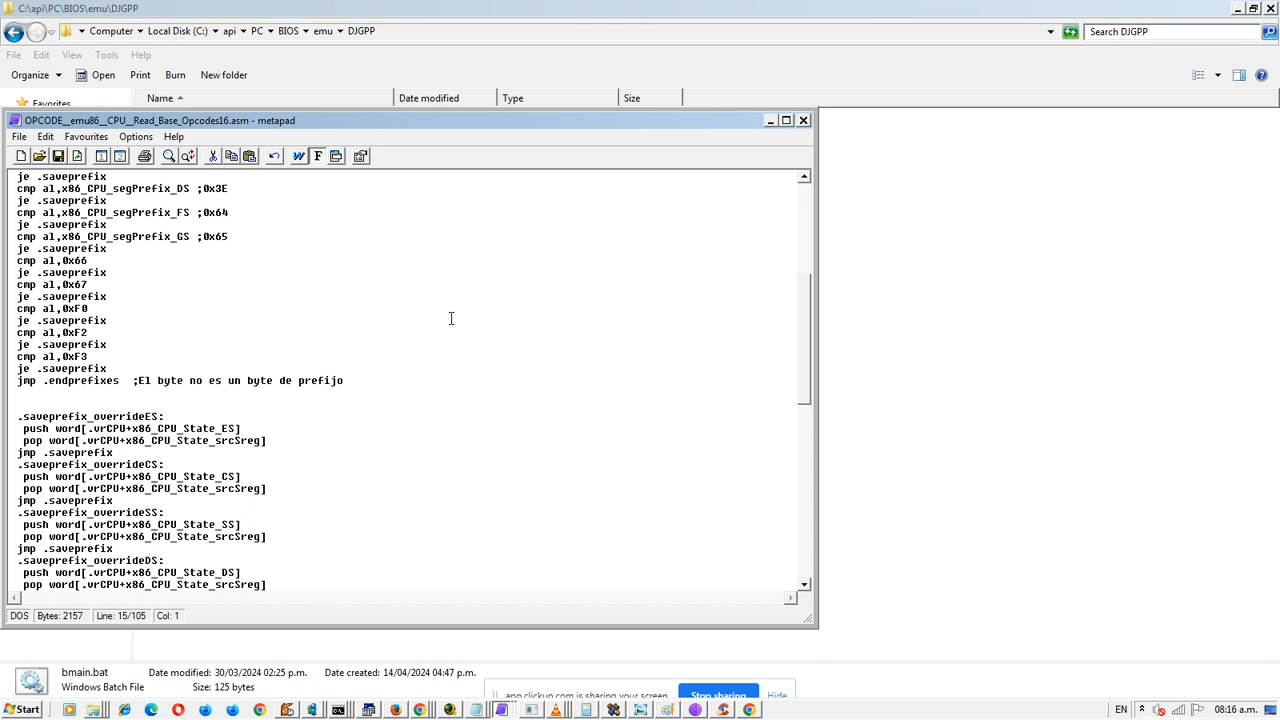 C:\api\PC\BIOS\emu\DJGPP
Computer Local Disk (C:) api PC BIOS emu DJGPP
Search DJGPP
File Edit View Tools Help
Organize Open Print Burn New folder
Favorites
Name Date modified Type Size
OPCODE__emu86__CPU__Read_Base_Opcodes16.asm - metapad
File Edit Favourites Options Help
je .saveprefix
cmp al,x86_CPU_segPrefix_DS ;0x3E
je .saveprefix
cmp al,x86_CPU_segPrefix_FS ;0x64
je .saveprefix
cmp al,x86_CPU_segPrefix_GS ;0x65
je .saveprefix
cmp al,0x66
je .saveprefix
cmp al,0x67
je .saveprefix
cmp al,0xF0
je .saveprefix
cmp al,0xF2
je .saveprefix
cmp al,0xF3
je .saveprefix
jmp .endprefixes ;El byte no es un byte de prefijo
.saveprefix_overrideES:
push word[.vrCPU+x86_CPU_State_ES]
pop word[.vrCPU+x86_CPU_State_srcSreg]
jmp .saveprefix
.saveprefix_overrideCS:
push word[.vrCPU+x86_CPU_State_CS]
pop word[.vrCPU+x86_CPU_State_srcSreg]
jmp .saveprefix
.saveprefix_overrideSS:
push word[.vrCPU+x86_CPU_State_SS]
pop word[.vrCPU+x86_CPU_State_srcSreg]
jmp .saveprefix
.saveprefix_overrideDS:
push word[.vrCPU+x86_CPU_State_DS]
pop word[.vrCPU+x86_CPU_State_srcSreg]
DOS Bytes: 2157 Line: 15/105 Col: 1
bmain.bat Date modified: 30/03/2024 02:25 p.m. Date created: 14/04/2024 04:47 p.m.
Windows Batch File Size: 125 bytes
app.clickup.com is sharing your screen. Stop sharing Hide
Start
EN 08:16 a.m.